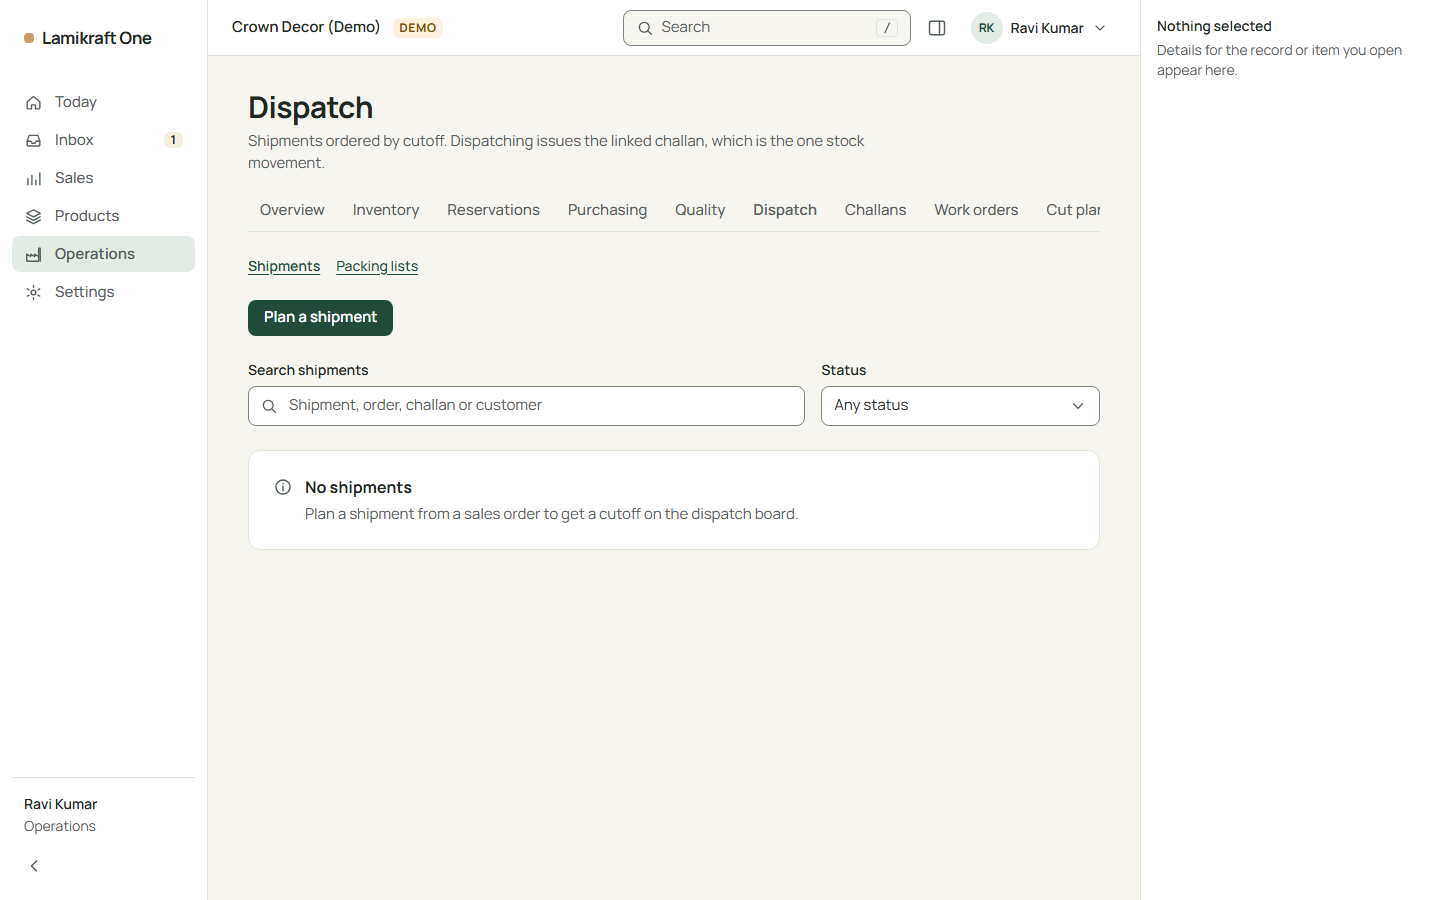 Lamikraft One
Today
Inbox 1
Sales
Products
Operations
Settings
Ravi Kumar
Operations
Crown Decor (Demo) DEMO
Search /
RK Ravi Kumar
Dispatch
Shipments ordered by cutoff. Dispatching issues the linked challan, which is the one stock
movement.
Overview Inventory Reservations Purchasing Quality Dispatch Challans Work orders Cut plan
Shipments Packing lists
Plan a shipment
Search shipments
Shipment, order, challan or customer
Status
Any status
No shipments
Plan a shipment from a sales order to get a cutoff on the dispatch board.
Nothing selected
Details for the record or item you open
appear here.